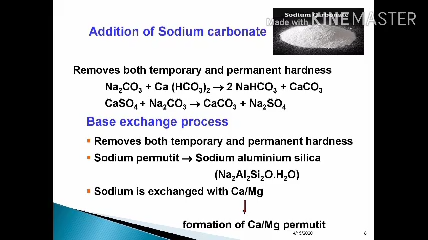 Sodium Carbonate
Made with KINEMASTER
Addition of Sodium carbonate
Removes both temporary and permanent hardness
Na₂CO₃ + Ca (HCO₃)₂ → 2 NaHCO₃ + CaCO₃
CaSO₄ + Na₂CO₃ → CaCO₃ + Na₂SO₄
Base exchange process
• Removes both temporary and permanent hardness
• Sodium permutit → Sodium aluminium silica
(Na₂Al₂Si₂O.H₂O)
• Sodium is exchanged with Ca/Mg
formation of Ca/Mg permutit